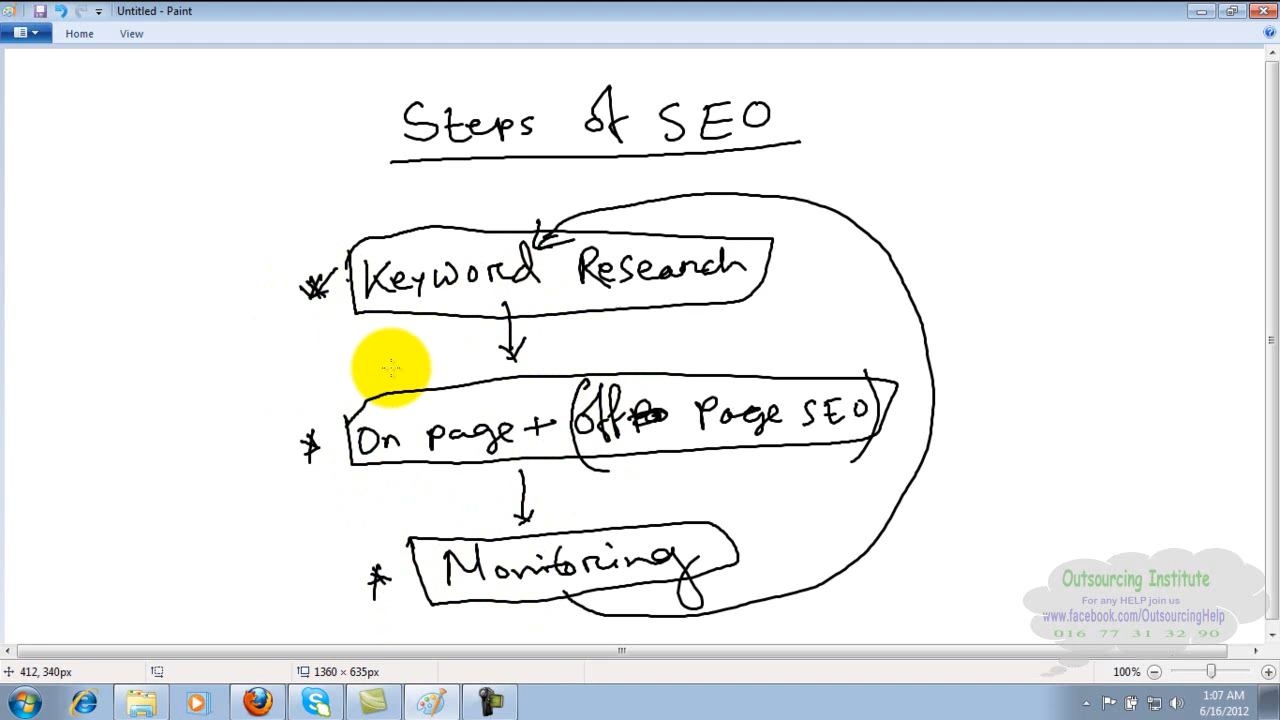 Untitled - Paint
Home View
Steps of SEO
Keyword Research
On page + Off Page SEO
Monitoring
Outsourcing Institute
For any HELP join us
www.facebook.com/OutsourcingHelp
016 77 31 32 90
412, 340px 1360 × 635px 100%
1:07 AM
6/16/2012